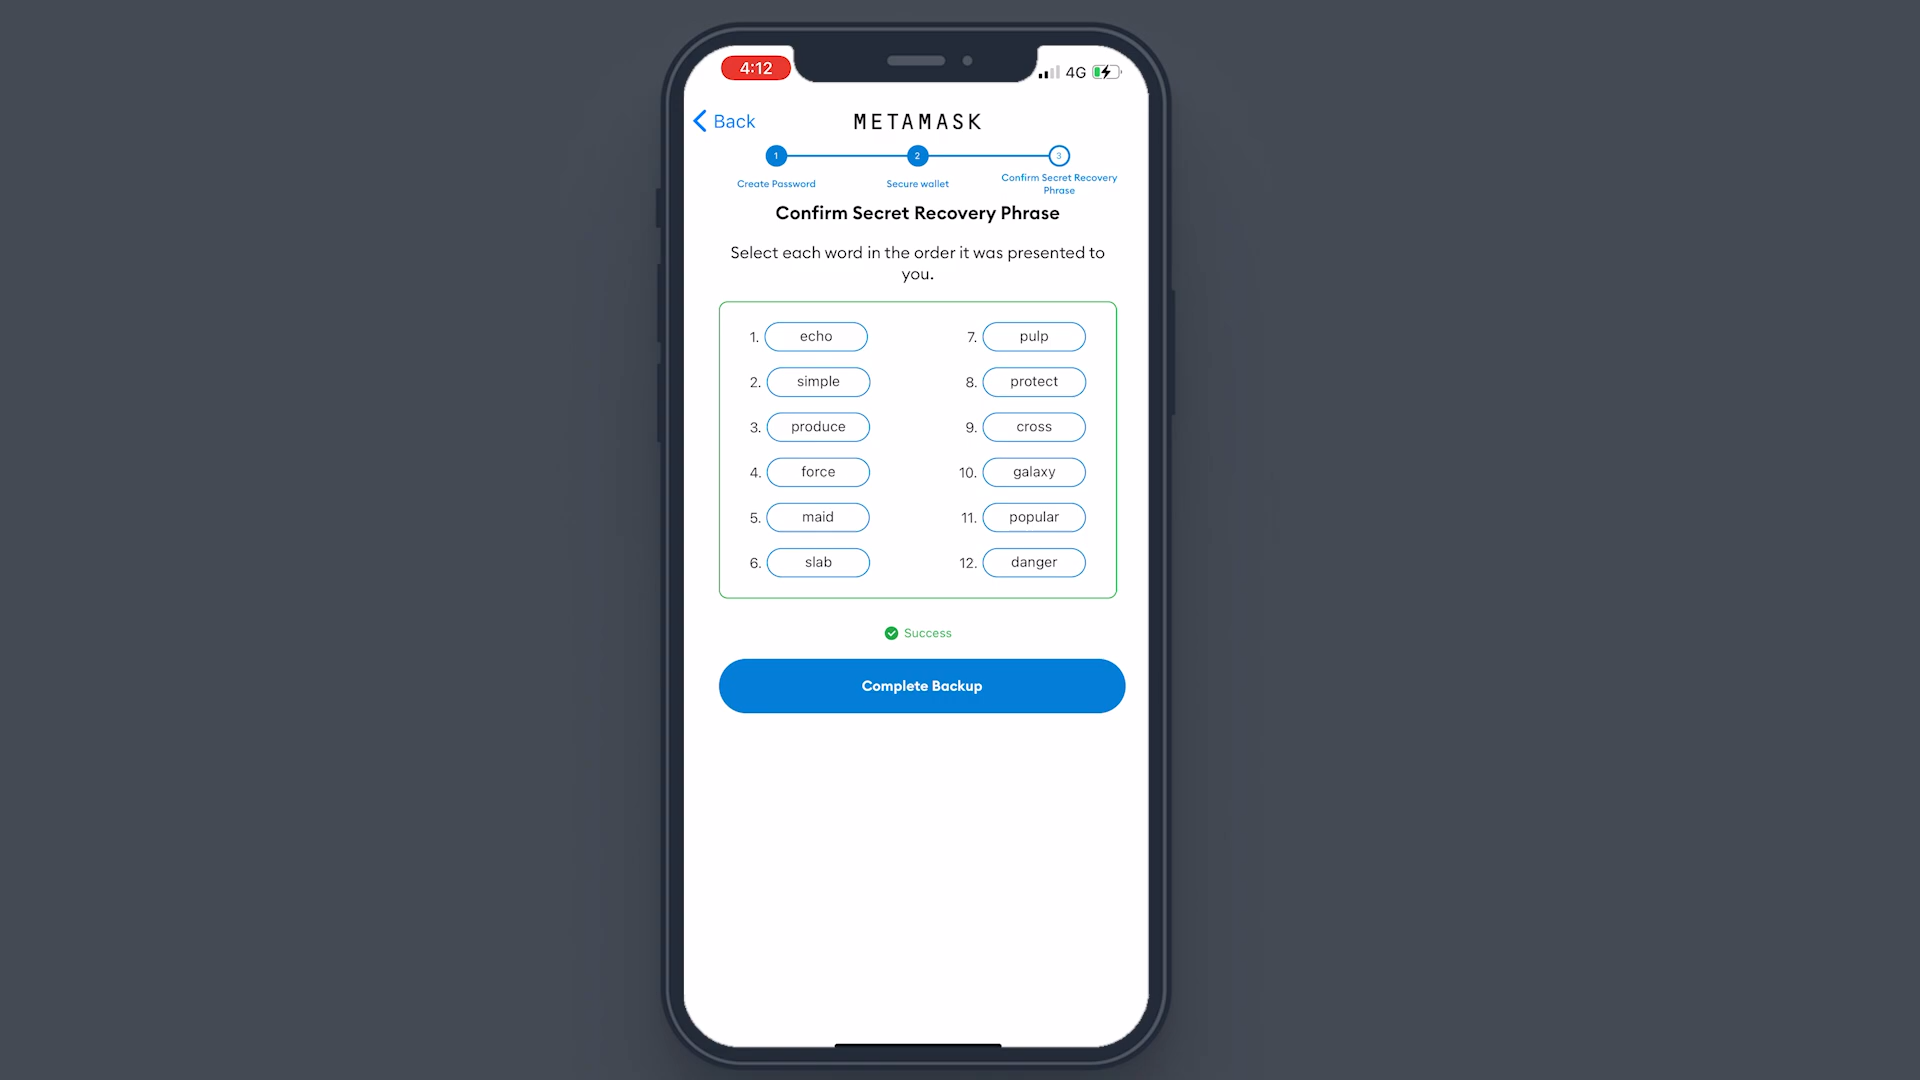 4:12
4G
Back
METAMASK
1
2
3
Create Password
Secure wallet
Confirm Secret Recovery
Phrase
Confirm Secret Recovery Phrase
Select each word in the order it was presented to
you.
1. echo
2. simple
3. produce
4. force
5. maid
6. slab
7. pulp
8. protect
9. cross
10. galaxy
11. popular
12. danger
Success
Complete Backup